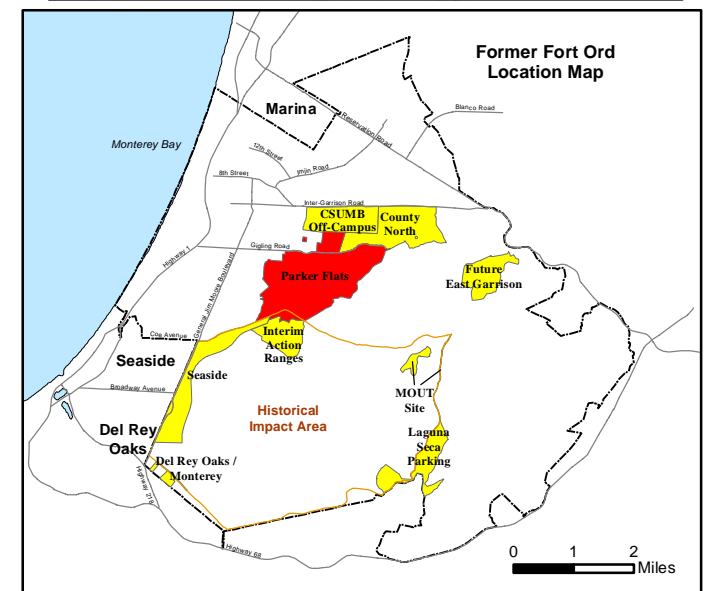 Former Fort Ord
Location Map
Marina
Blanco Road
Reservation Road
Monterey Bay
12th Street
Imjin Road
8th Street
Inter-Garrison Road
CSUMB
Off-Campus
County
North
Gigling Road
Highway 1
Parker Flats
Future
East Garrison
General Jim Moore Boulevard
Coe Avenue
Interim
Action
Ranges
Seaside
Seaside
MOUT
Site
Broadway Avenue
Historical
Impact Area
Del Rey
Oaks
Laguna
Seca
Parking
Del Rey Oaks /
Monterey
Highway 218
Highway 68
0 1 2
Miles